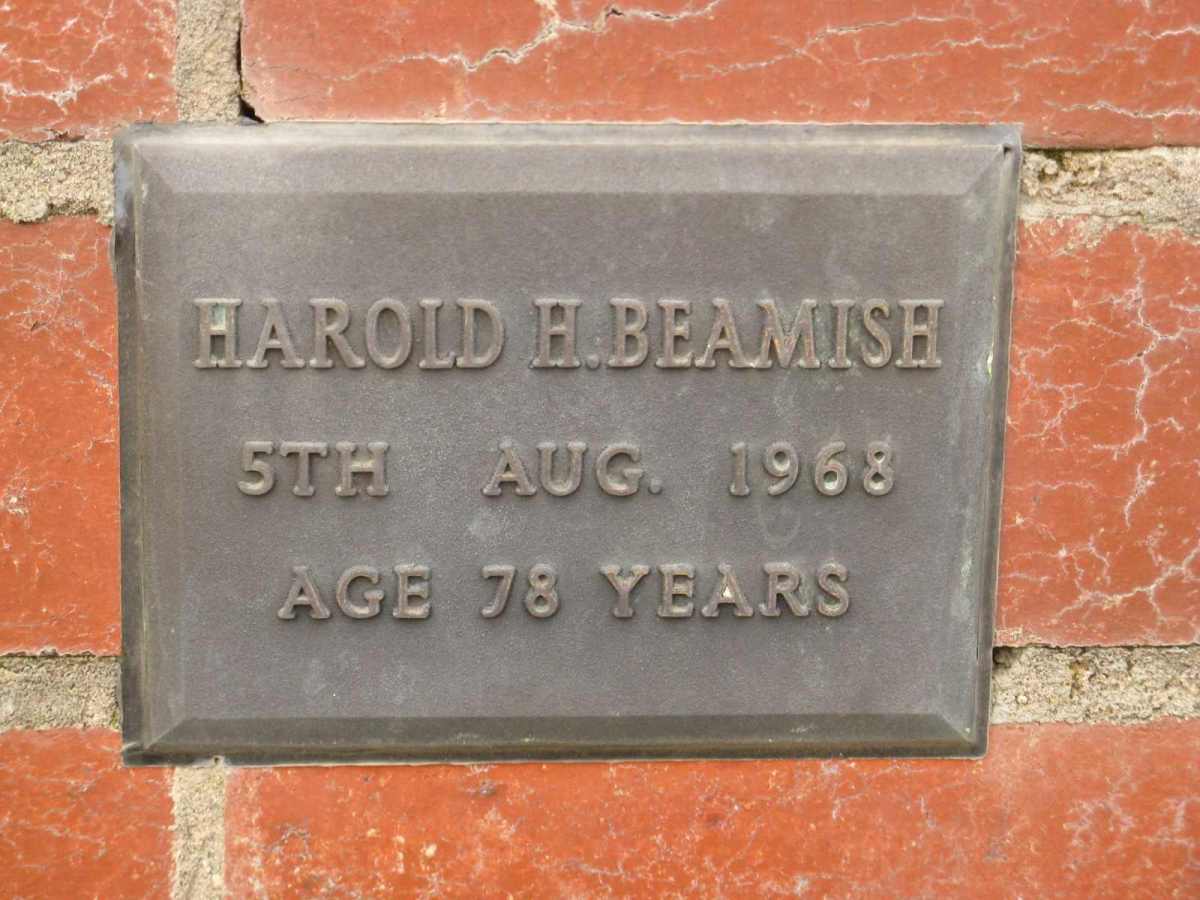 HAROLD H. BEAMISH
5TH AUG. 1968
AGE 78 YEARS